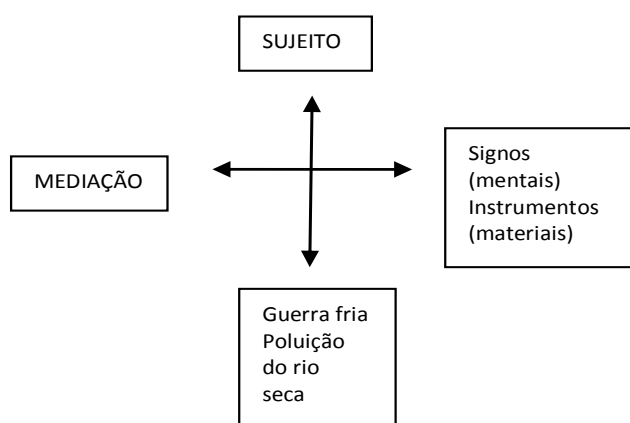 SUJEITO
MEDIAÇÃO
Signos
(mentais)
Instrumentos
(materiais)
Guerra fria
Poluição
do rio
seca